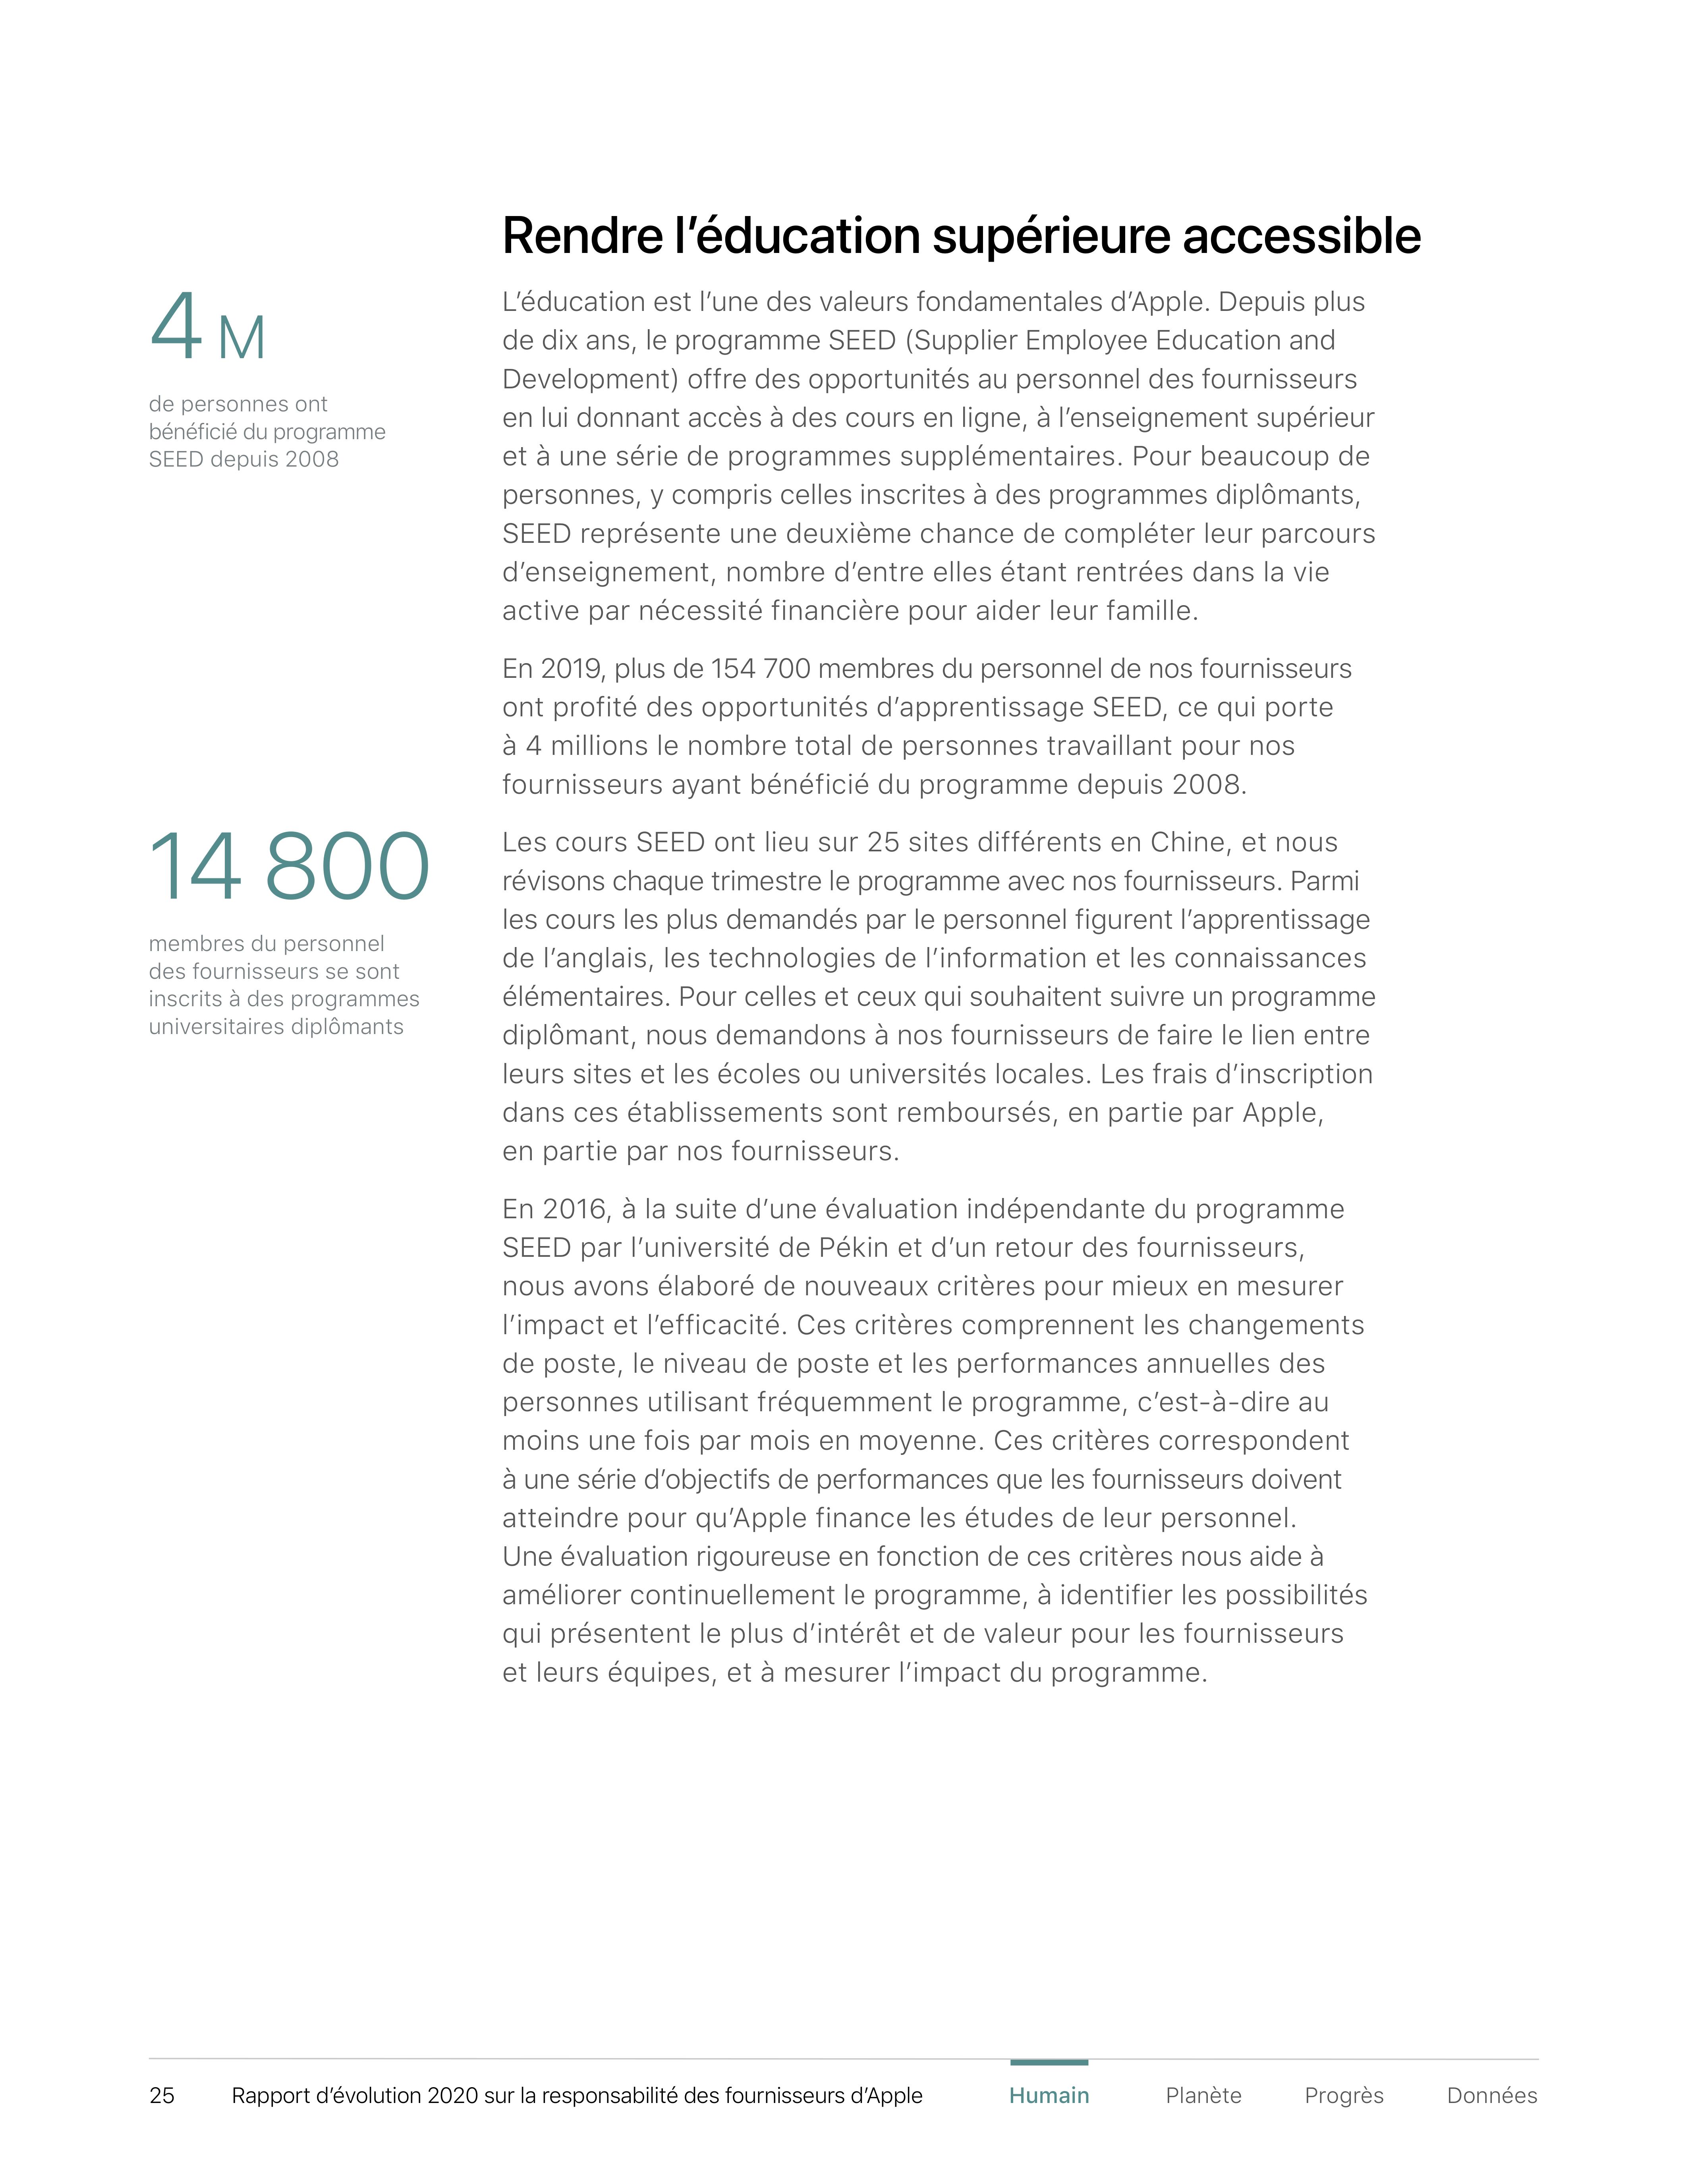 Rendre l’éducation supérieure accessible
4 M
de personnes ont
bénéficié du programme
SEED depuis 2008
L’éducation est l’une des valeurs fondamentales d’Apple. Depuis plus
de dix ans, le programme SEED (Supplier Employee Education and
Development) offre des opportunités au personnel des fournisseurs
en lui donnant accès à des cours en ligne, à l’enseignement supérieur
et à une série de programmes supplémentaires. Pour beaucoup de
personnes, y compris celles inscrites à des programmes diplômants,
SEED représente une deuxième chance de compléter leur parcours
d’enseignement, nombre d’entre elles étant rentrées dans la vie
active par nécessité financière pour aider leur famille.
En 2019, plus de 154 700 membres du personnel de nos fournisseurs
ont profité des opportunités d’apprentissage SEED, ce qui porte
à 4 millions le nombre total de personnes travaillant pour nos
fournisseurs ayant bénéficié du programme depuis 2008.
14 800
membres du personnel
des fournisseurs se sont
inscrits à des programmes
universitaires diplômants
Les cours SEED ont lieu sur 25 sites différents en Chine, et nous
révisons chaque trimestre le programme avec nos fournisseurs. Parmi
les cours les plus demandés par le personnel figurent l’apprentissage
de l’anglais, les technologies de l’information et les connaissances
élémentaires. Pour celles et ceux qui souhaitent suivre un programme
diplômant, nous demandons à nos fournisseurs de faire le lien entre
leurs sites et les écoles ou universités locales. Les frais d’inscription
dans ces établissements sont remboursés, en partie par Apple,
en partie par nos fournisseurs.
En 2016, à la suite d’une évaluation indépendante du programme
SEED par l’université de Pékin et d’un retour des fournisseurs,
nous avons élaboré de nouveaux critères pour mieux en mesurer
l’impact et l’efficacité. Ces critères comprennent les changements
de poste, le niveau de poste et les performances annuelles des
personnes utilisant fréquemment le programme, c’est-à-dire au
moins une fois par mois en moyenne. Ces critères correspondent
à une série d’objectifs de performances que les fournisseurs doivent
atteindre pour qu’Apple finance les études de leur personnel.
Une évaluation rigoureuse en fonction de ces critères nous aide à
améliorer continuellement le programme, à identifier les possibilités
qui présentent le plus d’intérêt et de valeur pour les fournisseurs
et leurs équipes, et à mesurer l’impact du programme.
25 Rapport d’évolution 2020 sur la responsabilité des fournisseurs d’Apple Humain Planète Progrès Données